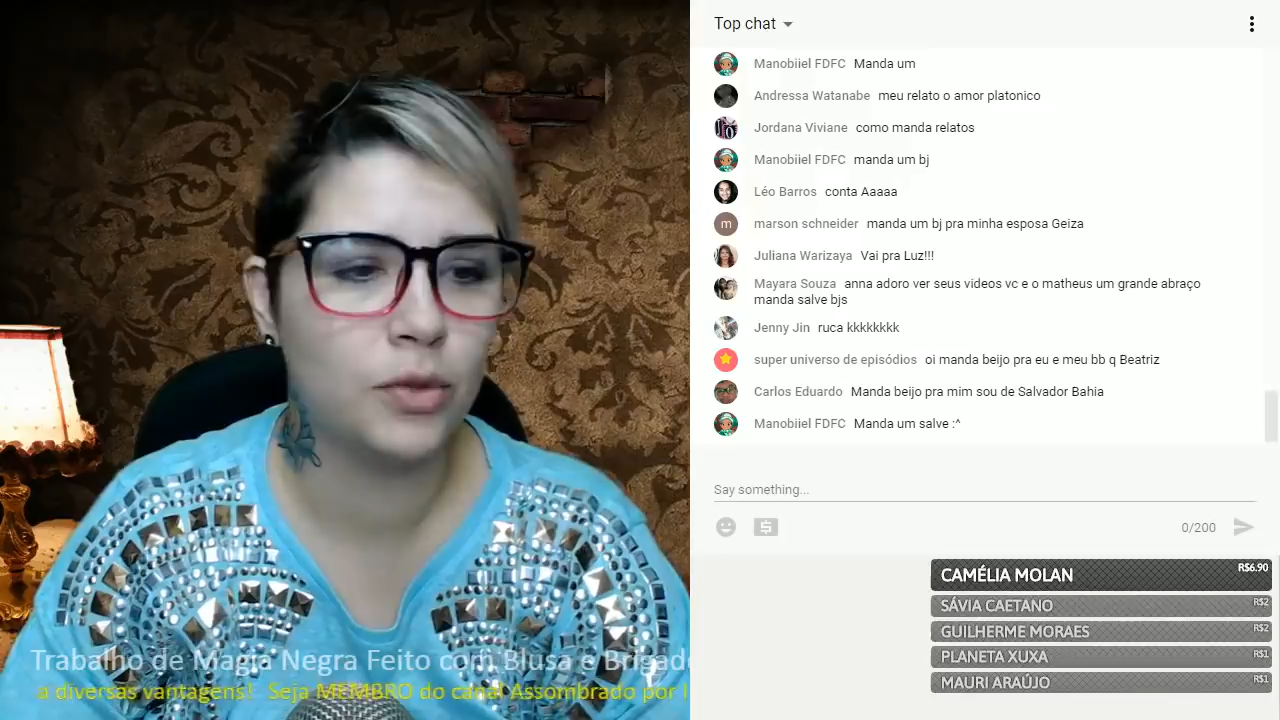 Top chat
Manobiiel FDFC Manda um
Andressa Watanabe meu relato o amor platonico
Jordana Viviane como manda relatos
Manobiiel FDFC manda um bj
Léo Barros conta Aaaaa
m marson schneider manda um bj pra minha esposa Geiza
Juliana Warizaya Vai pra Luz!!!
Mayara Souza anna adoro ver seus videos vc e o matheus um grande abraço
manda salve bjs
Jenny Jin ruca kkkkkkkk
super universo de episódios oi manda beijo pra eu e meu bb q Beatriz
Carlos Eduardo Manda beijo pra mim sou de Salvador Bahia
Manobiiel FDFC Manda um salve :^
Say something...
0/200
CAMÉLIA MOLAN R$6.90
SÁVIA CAETANO R$2
GUILHERME MORAES R$2
PLANETA XUXA R$1
MAURI ARAÚJO R$1
Trabalho de Magia Negra Feito com Blusa e Brigad
a diversas vantagens! Seja MEMBRO do canal Assombrado por